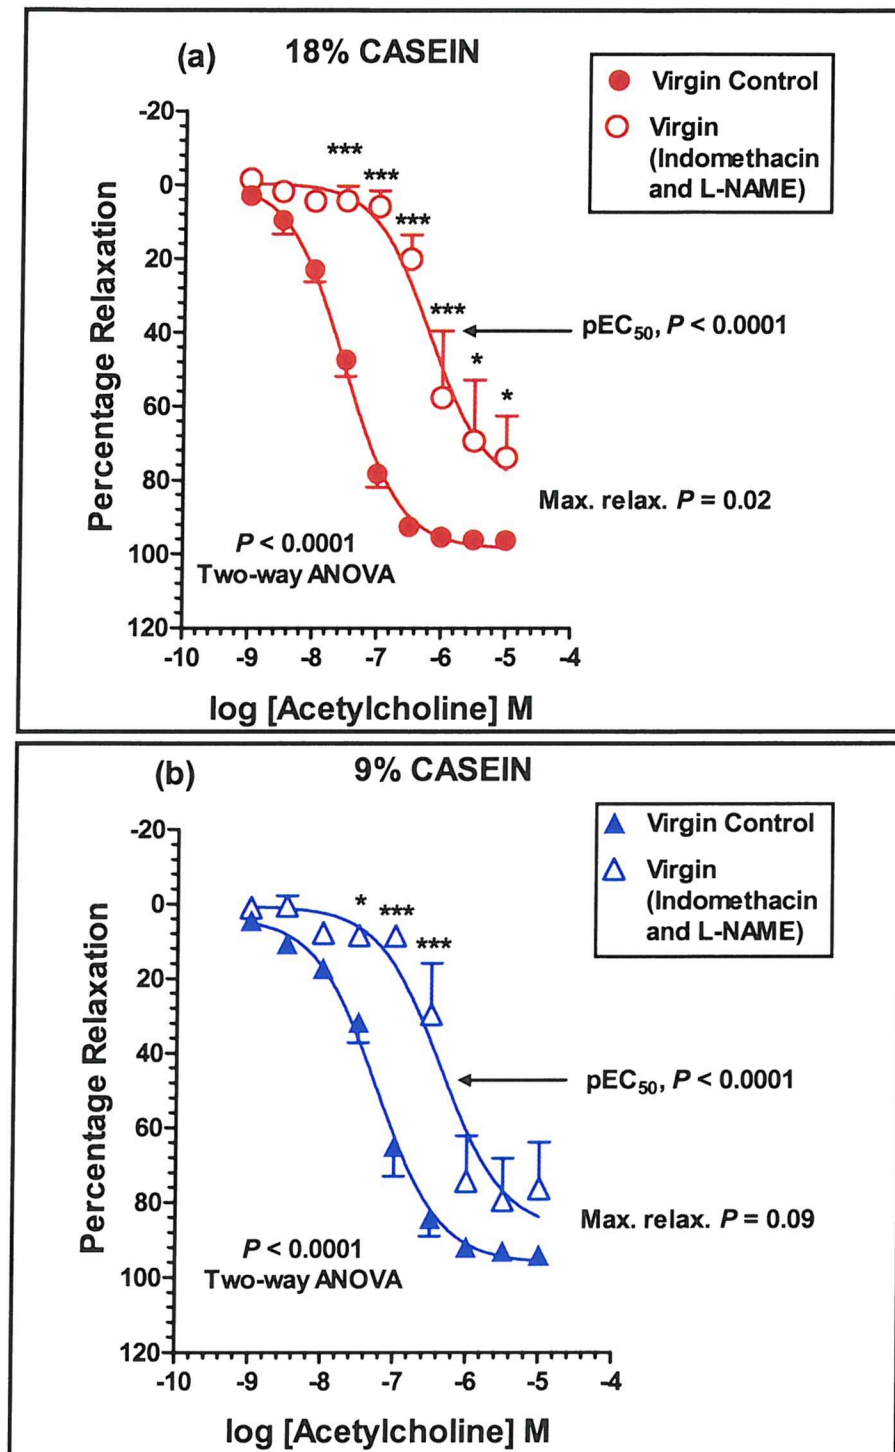 (a) 18% CASEIN
Virgin Control
Virgin
(Indomethacin
and L-NAME)
-20
0
20
40
60
80
100
120
Percentage Relaxation
***
***
***
***
*
*
pEC50, P < 0.0001
Max. relax. P = 0.02
P < 0.0001
Two-way ANOVA
-10 -9 -8 -7 -6 -5 -4
log [Acetylcholine] M
(b) 9% CASEIN
Virgin Control
Virgin
(Indomethacin
and L-NAME)
-20
0
20
40
60
80
100
120
Percentage Relaxation
*
***
***
pEC50, P < 0.0001
Max. relax. P = 0.09
P < 0.0001
Two-way ANOVA
-10 -9 -8 -7 -6 -5 -4
log [Acetylcholine] M